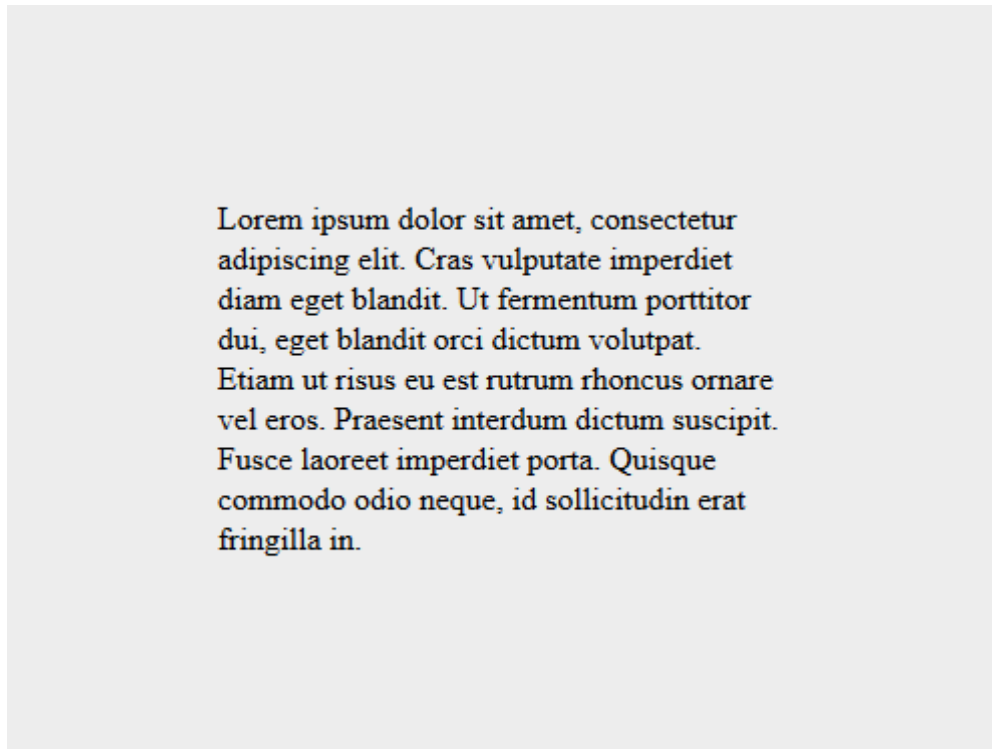 Lorem ipsum dolor sit amet, consectetur
adipiscing elit. Cras vulputate imperdiet
diam eget blandit. Ut fermentum porttitor
dui, eget blandit orci dictum volutpat.
Etiam ut risus eu est rutrum rhoncus ornare
vel eros. Praesent interdum dictum suscipit.
Fusce laoreet imperdiet porta. Quisque
commodo odio neque, id sollicitudin erat
fringilla in.